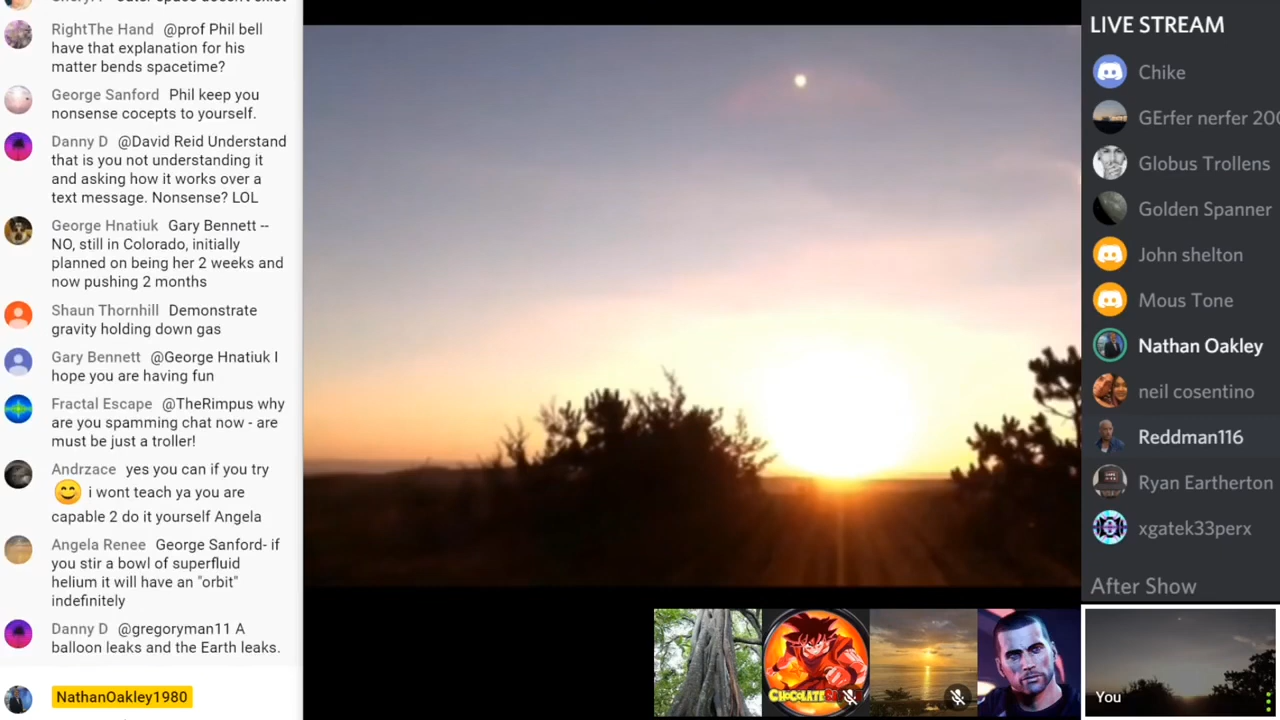 RightThe Hand @prof Phil bell
have that explanation for his
matter bends spacetime?
George Sanford Phil keep you
nonsense cocepts to yourself.
Danny D @David Reid Understand
that is you not understanding it
and asking how it works over a
text message. Nonsense? LOL
George Hnatiuk Gary Bennett --
NO, still in Colorado, initially
planned on being her 2 weeks and
now pushing 2 months
Shaun Thornhill Demonstrate
gravity holding down gas
Gary Bennett @George Hnatiuk I
hope you are having fun
Fractal Escape @TheRimpus why
are you spamming chat now - are
must be just a troller!
Andrzace yes you can if you try
😊 i wont teach ya you are
capable 2 do it yourself Angela
Angela Renee George Sanford- if
you stir a bowl of superfluid
helium it will have an "orbit"
indefinitely
Danny D @gregoryman11 A
balloon leaks and the Earth leaks.
NathanOakley1980
LIVE STREAM
Chike
GErfer nerfer 200
Globus Trollens
Golden Spanner
John shelton
Mous Tone
Nathan Oakley
neil cosentino
Reddman116
Ryan Eartherton
xgatek33perx
After Show
You